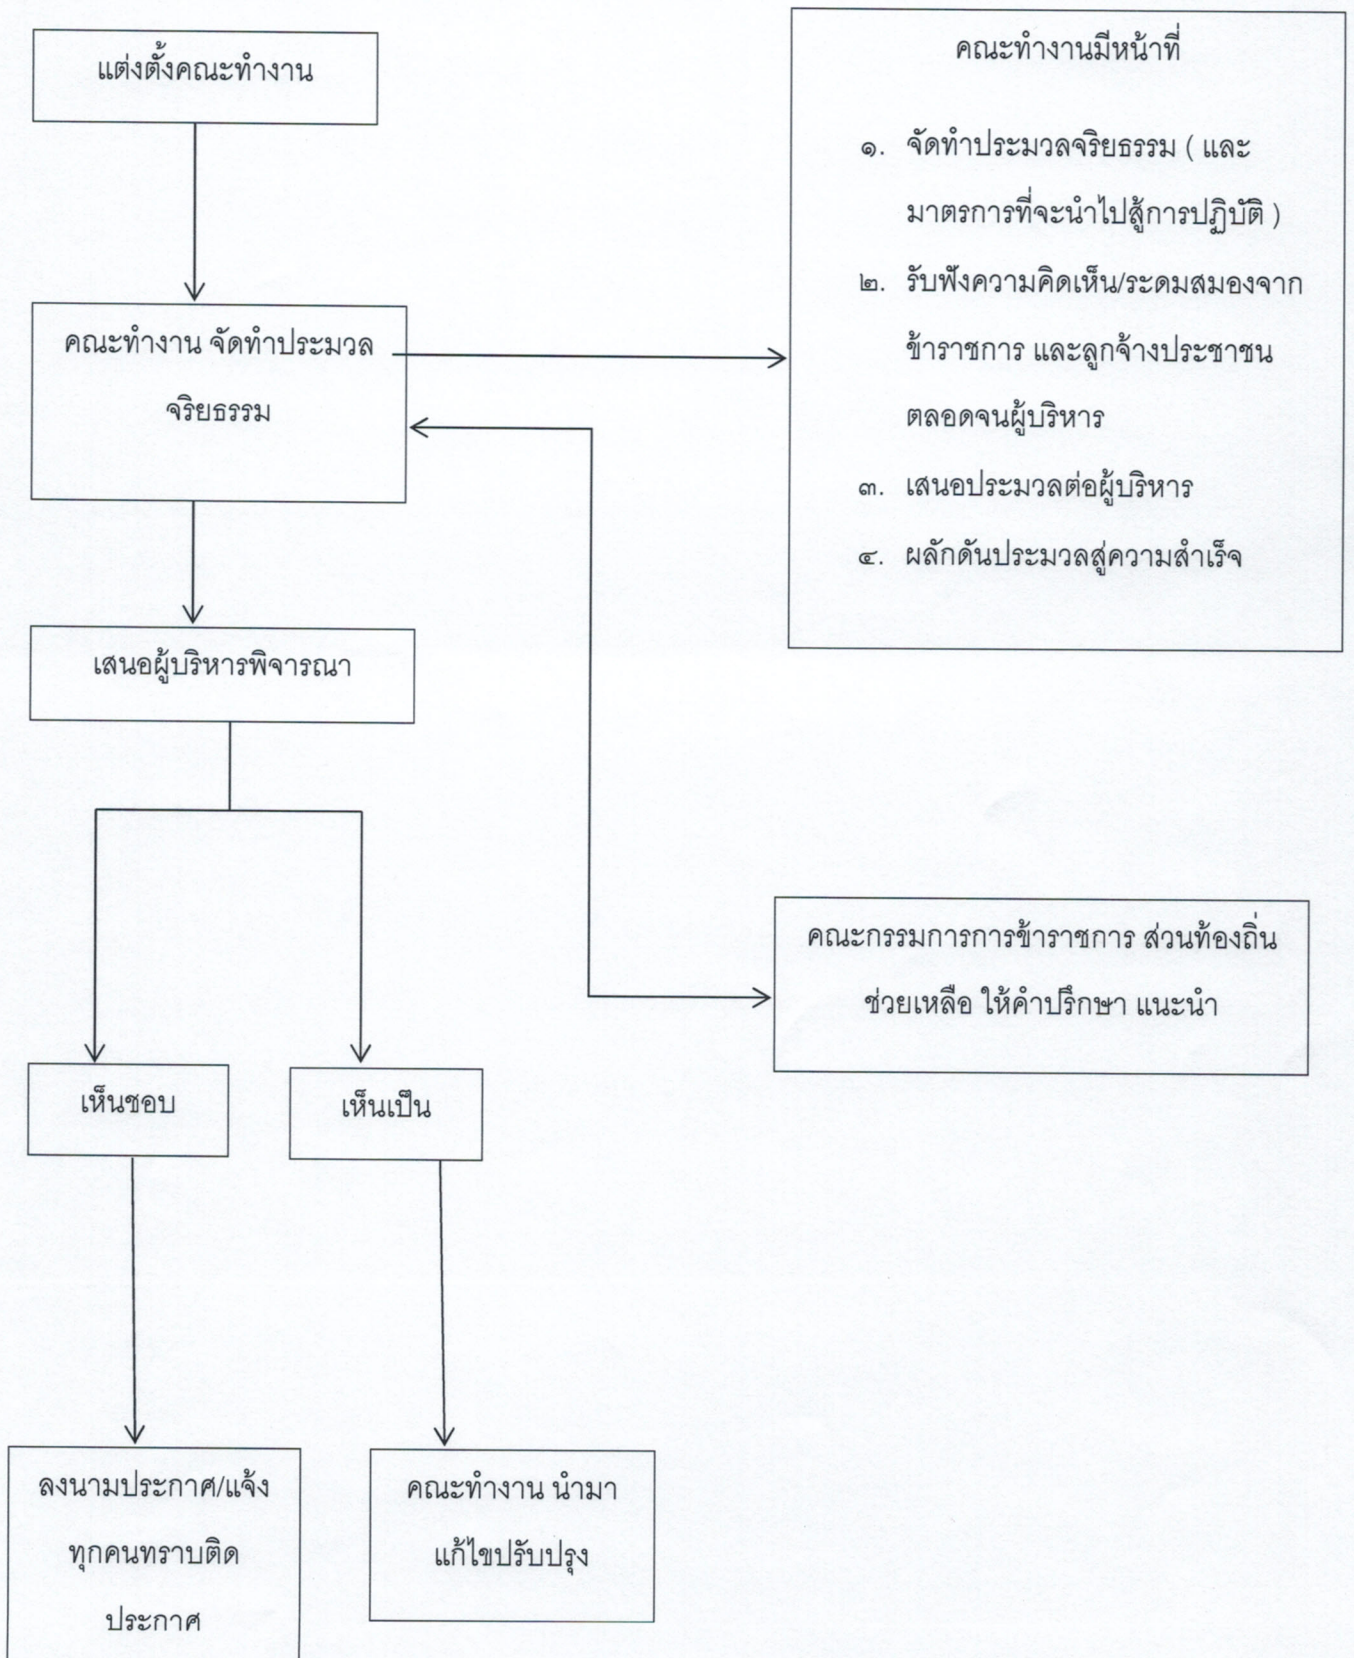 แต่งตั้งคณะทำงาน
คณะทำงานมีหน้าที่
๑. จัดทำประมวลจริยธรรม ( และ
มาตรการที่จะนำไปสู้การปฏิบัติ )
๒. รับฟังความคิดเห็น/ระดมสมองจาก
ข้าราชการ และลูกจ้างประชาชน
ตลอดจนผู้บริหาร
๓. เสนอประมวลต่อผู้บริหาร
๔. ผลักดันประมวลสู่ความสำเร็จ
คณะทำงาน จัดทำประมวล
จริยธรรม
เสนอผู้บริหารพิจารณา
คณะกรรมการการข้าราชการ ส่วนท้องถิ่น
ช่วยเหลือ ให้คำปรึกษา แนะนำ
เห็นชอบ
เห็นเป็น
ลงนามประกาศ/แจ้ง
ทุกคนทราบติด
ประกาศ
คณะทำงาน นำมา
แก้ไขปรับปรุง